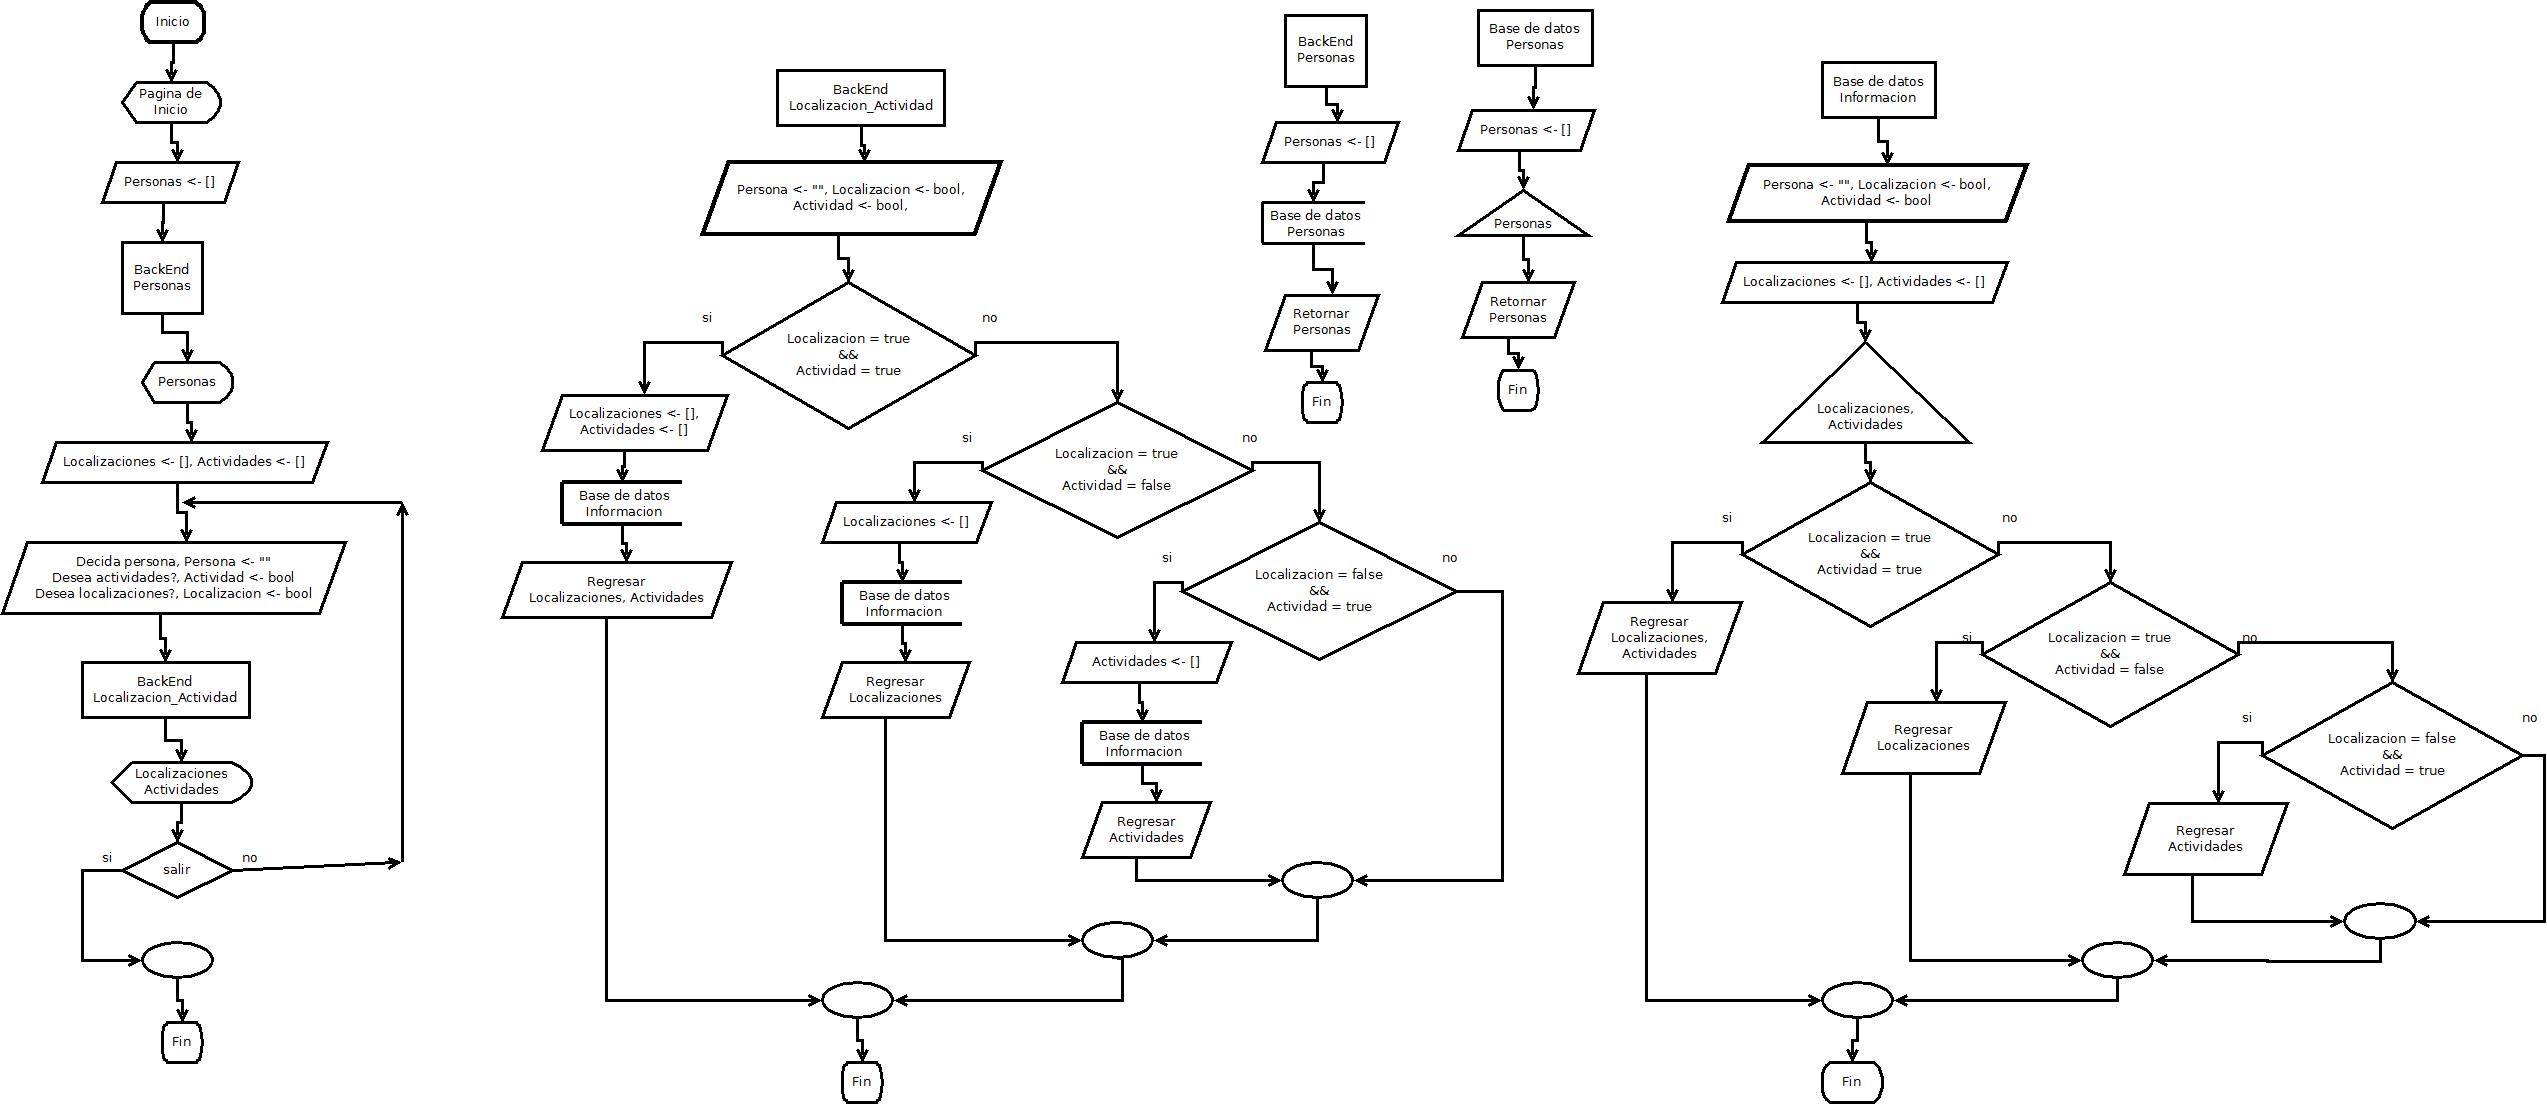 Inicio
Pagina de
Inicio
Personas <- []
BackEnd
Personas
Personas
Localizaciones <- [], Actividades <- []
Decida persona, Persona <- ""
Desea actividades?, Actividad <- bool
Desea localizaciones?, Localizacion <- bool
BackEnd
Localizacion_Actividad
Localizaciones
Actividades
si
no
salir
Fin
BackEnd
Localizacion_Actividad
Persona <- "", Localizacion <- bool,
Actividad <- bool,
si
no
Localizacion = true
&&
Actividad = true
Localizaciones <- [],
Actividades <- []
Base de datos
Informacion
Regresar
Localizaciones, Actividades
si
no
Localizacion = true
&&
Actividad = false
Localizaciones <- []
Base de datos
Informacion
Regresar
Localizaciones
si
no
Localizacion = false
&&
Actividad = true
Actividades <- []
Base de datos
Informacion
Regresar
Actividades
Fin
BackEnd
Personas
Personas <- []
Base de datos
Personas
Retornar
Personas
Fin
Base de datos
Personas
Personas <- []
Personas
Retornar
Personas
Fin
Base de datos
Informacion
Persona <- "", Localizacion <- bool,
Actividad <- bool
Localizaciones <- [], Actividades <- []
Localizaciones,
Actividades
si
no
Localizacion = true
&&
Actividad = true
Regresar
Localizaciones,
Actividades
si
no
Localizacion = true
&&
Actividad = false
Regresar
Localizaciones
si
no
Localizacion = false
&&
Actividad = true
Regresar
Actividades
Fin